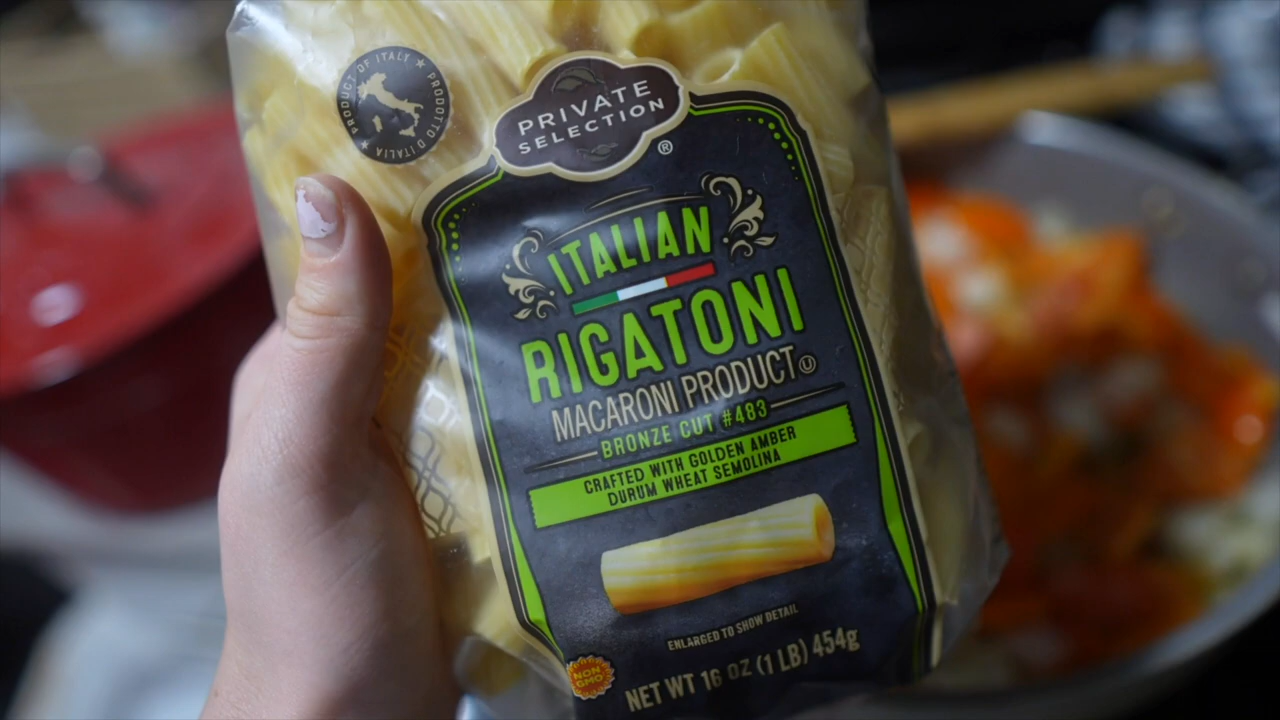 PRODUCT OF ITALY ★ PRODOTTO D'ITALIA ★
PRIVATE
SELECTION
®
ITALIAN
RIGATONI
MACARONI PRODUCT Ⓤ
BRONZE CUT #483
CRAFTED WITH GOLDEN AMBER
DURUM WHEAT SEMOLINA
ENLARGED TO SHOW DETAIL
NON
GMO
NET WT 16 OZ (1 LB) 454g